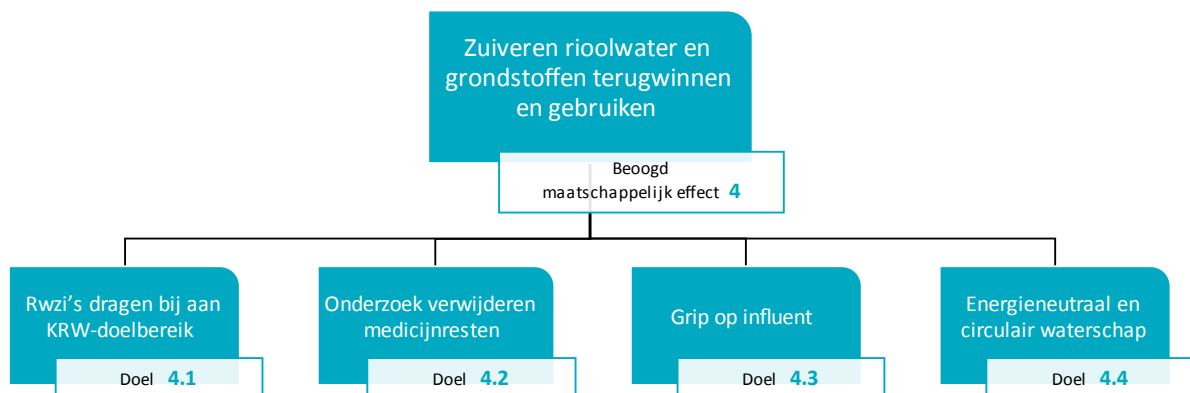 Zuiveren rioolwater en
grondstoffen terugwinnen
en gebruiken
Beoogd
maatschappelijk effect 4
Rwzi's dragen bij aan
KRW-doelbereik
Doel 4.1
Onderzoek verwijderen
medicijnresten
Doel 4.2
Grip op influent
Doel 4.3
Energieneutraal en
circulair waterschap
Doel 4.4